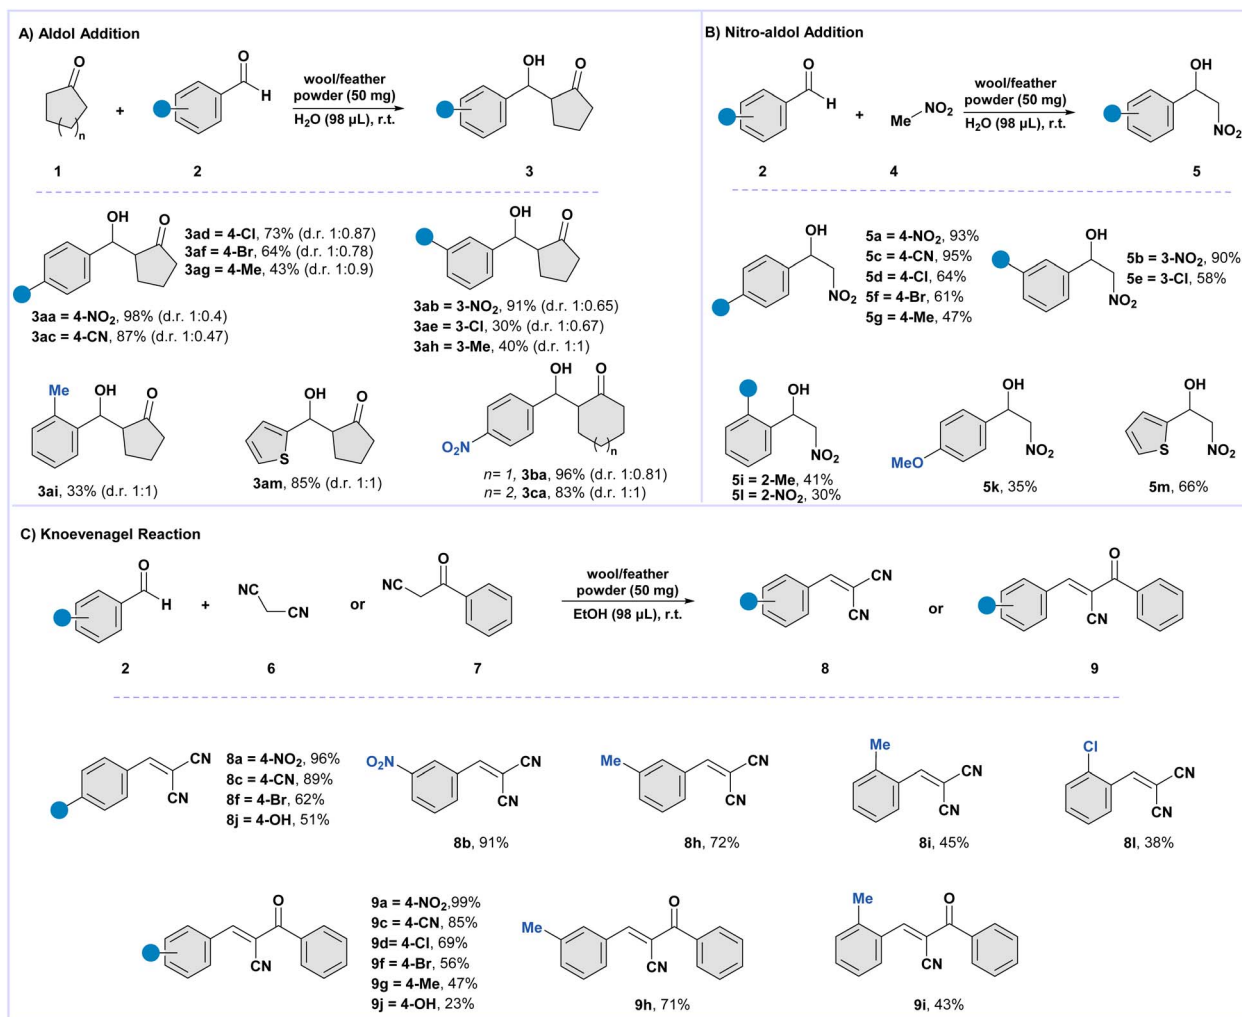 A) Aldol Addition
O
n
1
+
O
H
2
wool/feather
powder (50 mg)
H₂O (98 μL), r.t.
OH
O
3
3ad = 4-Cl, 73% (d.r. 1:0.87)
3af = 4-Br, 64% (d.r. 1:0.78)
3ag = 4-Me, 43% (d.r. 1:0.9)
OH
O
3aa = 4-NO₂, 98% (d.r. 1:0.4)
3ac = 4-CN, 87% (d.r. 1:0.47)
OH
O
3ab = 3-NO₂, 91% (d.r. 1:0.65)
3ae = 3-Cl, 30% (d.r. 1:0.67)
3ah = 3-Me, 40% (d.r. 1:1)
Me
OH
O
3ai, 33% (d.r. 1:1)
OH
O
S
3am, 85% (d.r. 1:1)
OH
O
O₂N
n
n= 1, 3ba, 96% (d.r. 1:0.81)
n= 2, 3ca, 83% (d.r. 1:1)
B) Nitro-aldol Addition
O
H
2
+
Me
NO₂
4
wool/feather
powder (50 mg)
H₂O (98 μL), r.t.
OH
NO₂
5
OH
NO₂
5a = 4-NO₂, 93%
5c = 4-CN, 95%
5d = 4-Cl, 64%
5f = 4-Br, 61%
5g = 4-Me, 47%
OH
NO₂
5b = 3-NO₂, 90%
5e = 3-Cl, 58%
OH
NO₂
5i = 2-Me, 41%
5l = 2-NO₂, 30%
OH
MeO
NO₂
5k, 35%
OH
S
NO₂
5m, 66%
C) Knoevenagel Reaction
O
H
2
+
NC
CN
6
or
NC
O
7
wool/feather
powder (50 mg)
EtOH (98 μL), r.t.
CN
CN
8
or
O
CN
9
CN
CN
8a = 4-NO₂, 96%
8c = 4-CN, 89%
8f = 4-Br, 62%
8j = 4-OH, 51%
O₂N
CN
CN
8b, 91%
Me
CN
CN
8h, 72%
Me
CN
CN
8i, 45%
Cl
CN
CN
8l, 38%
O
CN
9a = 4-NO₂,99%
9c = 4-CN, 85%
9d= 4-Cl, 69%
9f = 4-Br, 56%
9g = 4-Me, 47%
9j = 4-OH, 23%
Me
O
CN
9h, 71%
Me
O
CN
9i, 43%